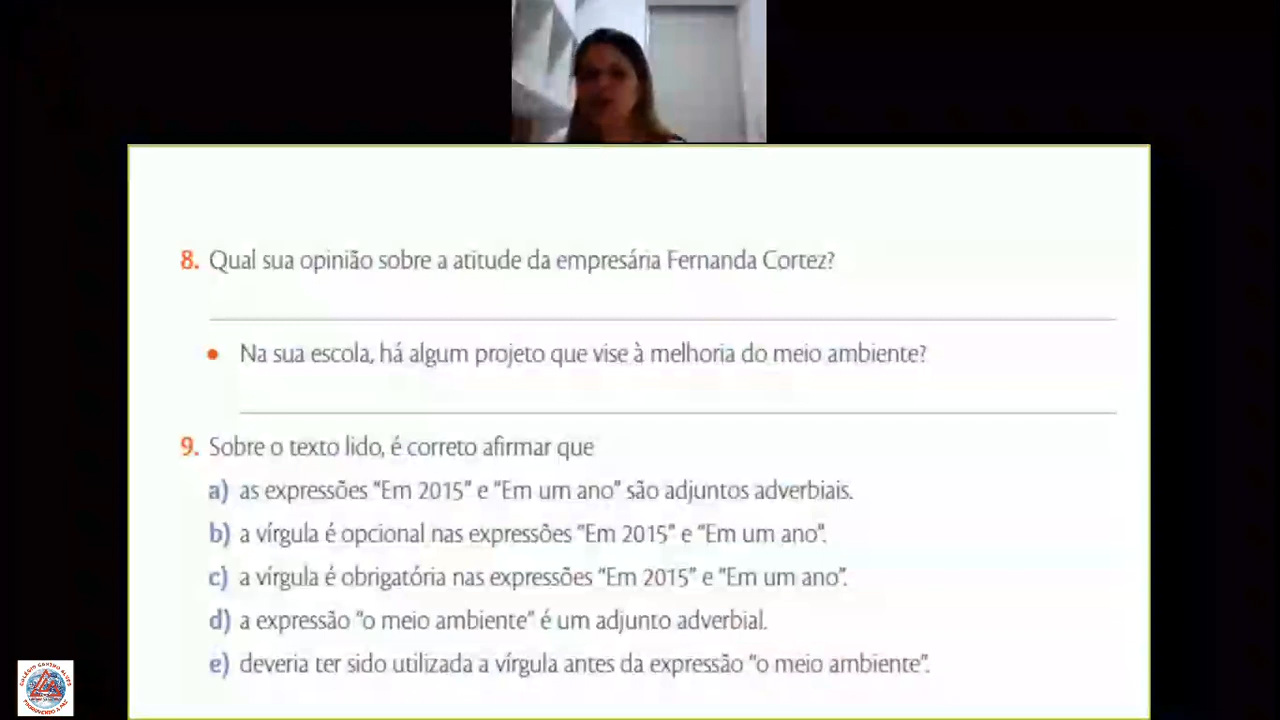 8. Qual sua opinião sobre a atitude da empresária Fernanda Cortez?
• Na sua escola, há algum projeto que vise à melhoria do meio ambiente?
9. Sobre o texto lido, é correto afirmar que
a) as expressões “Em 2015” e “Em um ano” são adjuntos adverbiais.
b) a vírgula é opcional nas expressões “Em 2015” e “Em um ano”.
c) a vírgula é obrigatória nas expressões “Em 2015” e “Em um ano”.
d) a expressão “o meio ambiente” é um adjunto adverbial.
e) deveria ter sido utilizada a vírgula antes da expressão “o meio ambiente”.